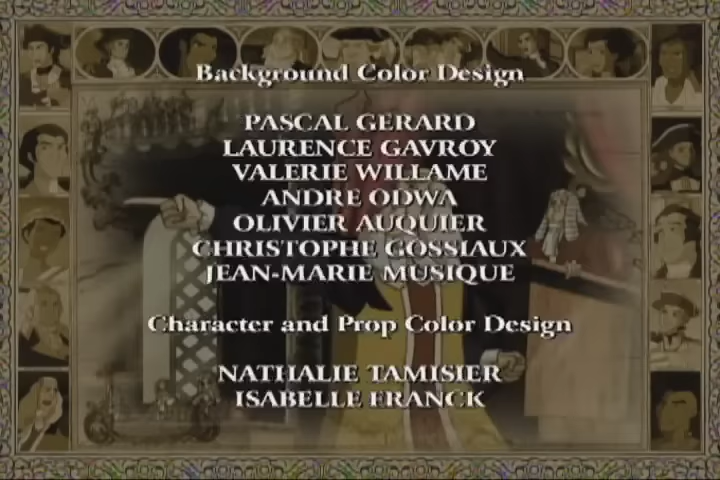 Background Color Design
PASCAL GERARD
LAURENCE GAVROY
VALERIE WILLAME
ANDRE ODWA
OLIVIER AUQUIER
CHRISTOPHE GOSSIAUX
JEAN-MARIE MUSIQUE
Character and Prop Color Design
NATHALIE TAMISIER
ISABELLE FRANCK